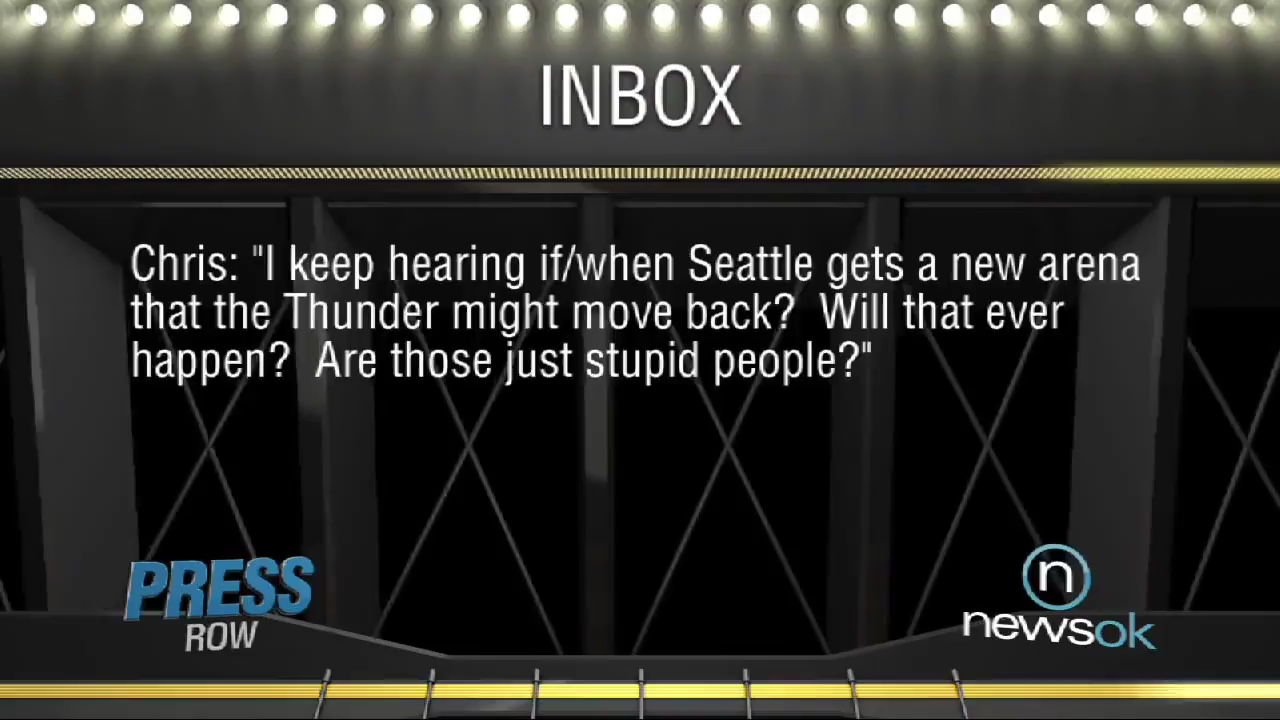 INBOX
Chris: "I keep hearing if/when Seattle gets a new arena
that the Thunder might move back?  Will that ever
happen?  Are those just stupid people?"
PRESS
ROW
n
newsok